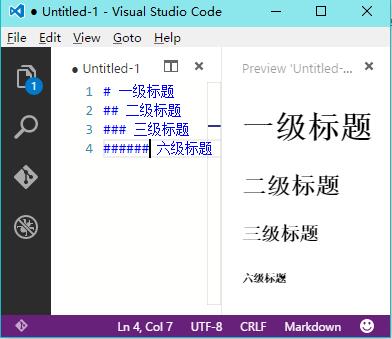 ● Untitled-1 - Visual Studio Code
File Edit View Goto Help
● Untitled-1
Preview 'Untitled-...
1
1 # 一级标题
2 ## 二级标题
3 ### 三级标题
4 ###### 六级标题
一级标题
二级标题
三级标题
六级标题
Ln 4, Col 7 UTF-8 CRLF Markdown